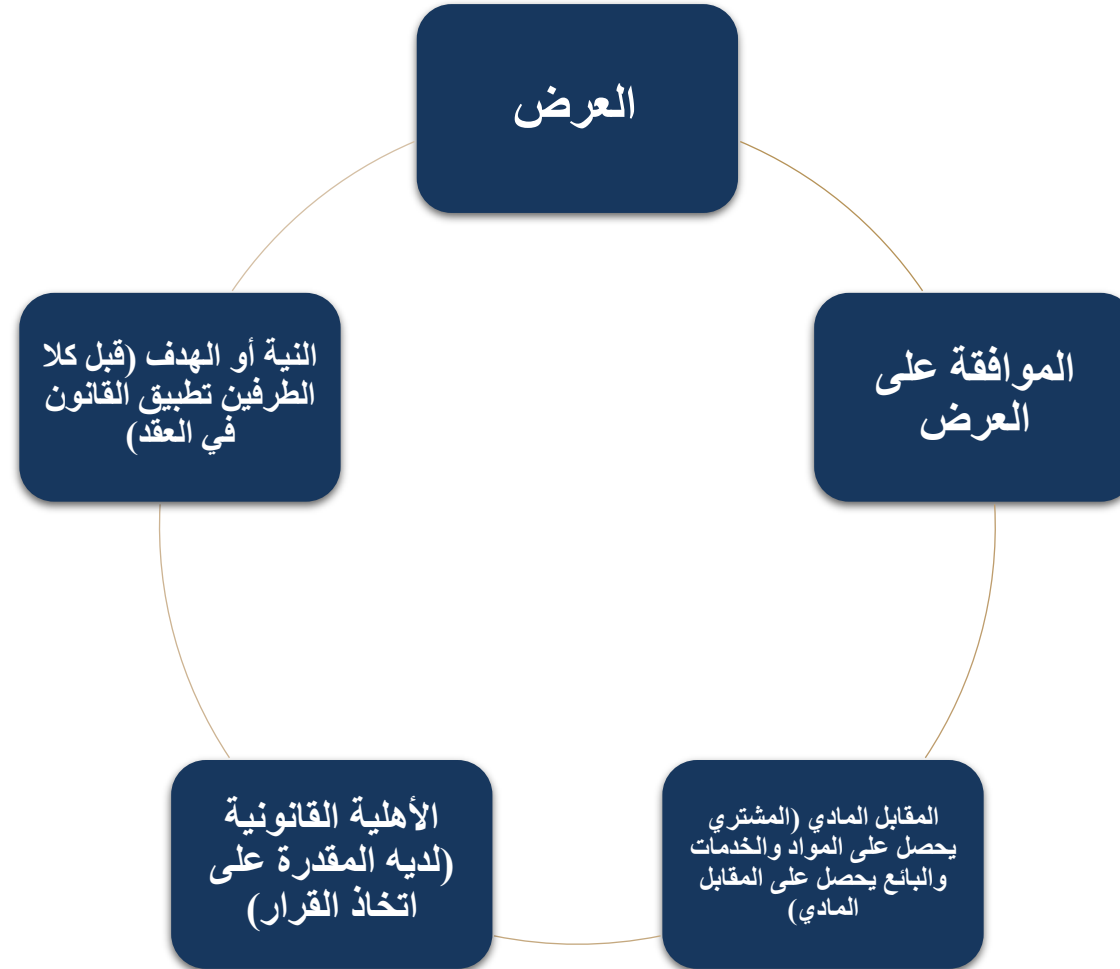 العرض
الموافقة على
العرض
المقابل المادي (المشتري
يحصل على المواد والخدمات
والبائع يحصل على المقابل
المادي)
الأهلية القانونية
(لديه المقدرة على
اتخاذ القرار)
النية أو الهدف (قبل كلا
الطرفين تطبيق القانون
في العقد)